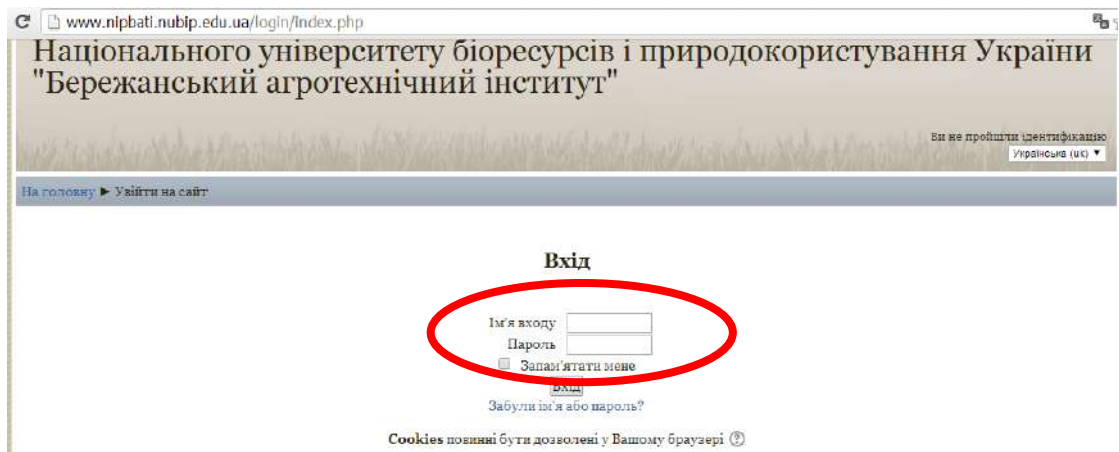 www.nipbati.nubip.edu.ua/login/index.php
Національного університету біоресурсів і природокористування України
"Бережанський агротехнічний інститут"
Ви не пройшли ідентифікацію
Українська (uk)
На головну ► Увійти на сайт
Вхід
Ім'я входу
Пароль
Запам'ятати мене
Вхід
Забули ім'я або пароль?
Cookies повинні бути дозволені у Вашому браузері